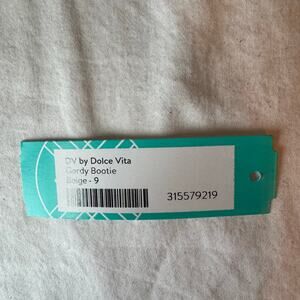 DV by Dolce Vita
Gordy Bootie
Beige - 9
315579219